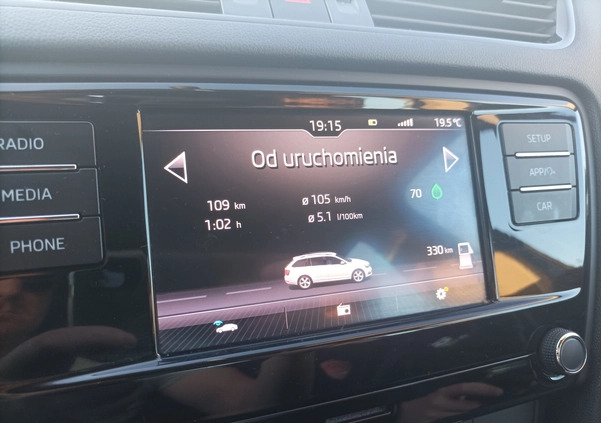 19:15 19.5°C
RADIO
MEDIA
PHONE
Od uruchomienia
109 km ø 105 km/h 70
1:02 h ø 5.1 l/100km
330 km
SETUP
APP/
CAR